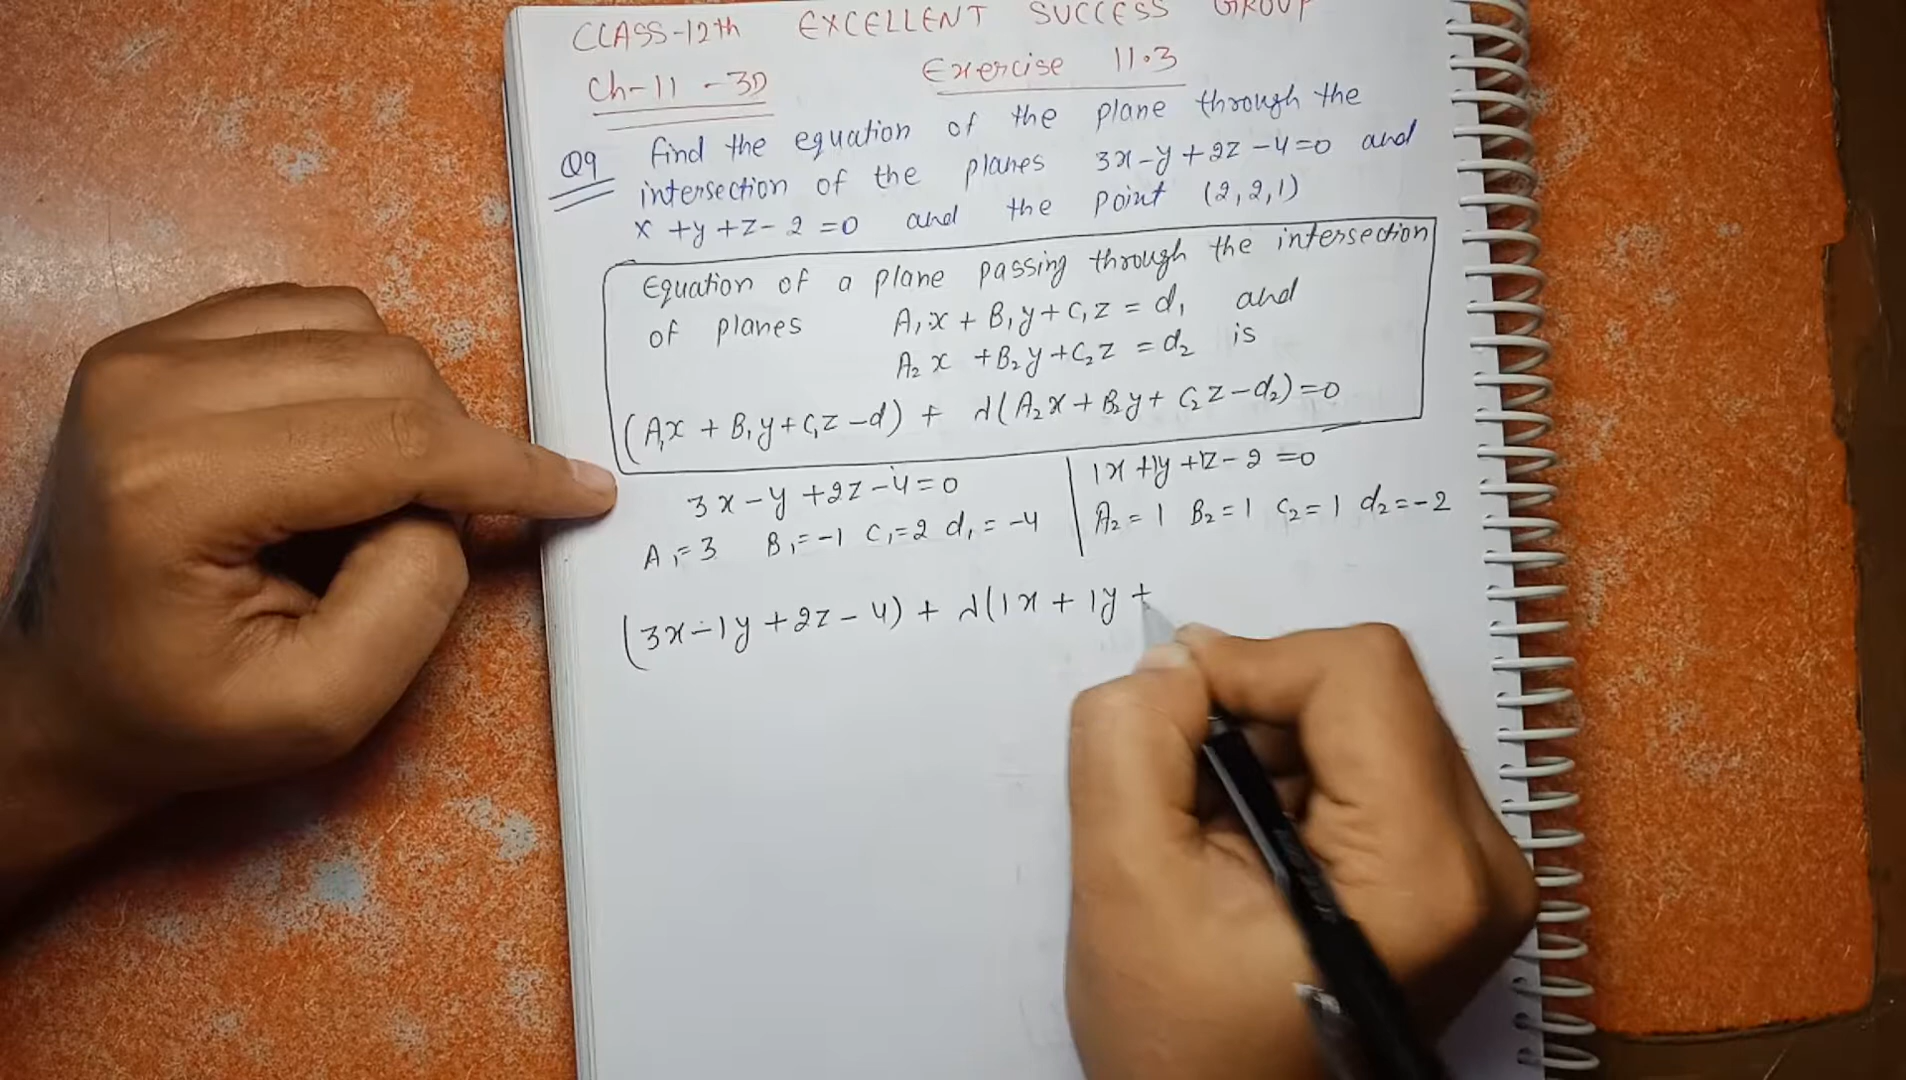 CLASS-12th EXCELLENT SUCCESS GROUP
Ch-11 -3D Exercise 11.3
Q9 find the equation of the plane through the
intersection of the planes 3x-y+2z-4=0 and
x+y+z-2=0 and the point (2,2,1)
Equation of a plane passing through the intersection
of planes A₁x + B₁y + C₁z = d₁ and
A₂x + B₂y + C₂z = d₂ is
(A₁x + B₁y + C₁z - d) + λ(A₂x + B₂y + C₂z - d₂) = 0
3x-y+2z-4=0
A₁=3 B₁=-1 C₁=2 d₁=-4
1x+1y+1z-2=0
A₂=1 B₂=1 C₂=1 d₂=-2
(3x-1y+2z-4) + λ(1x+1y+